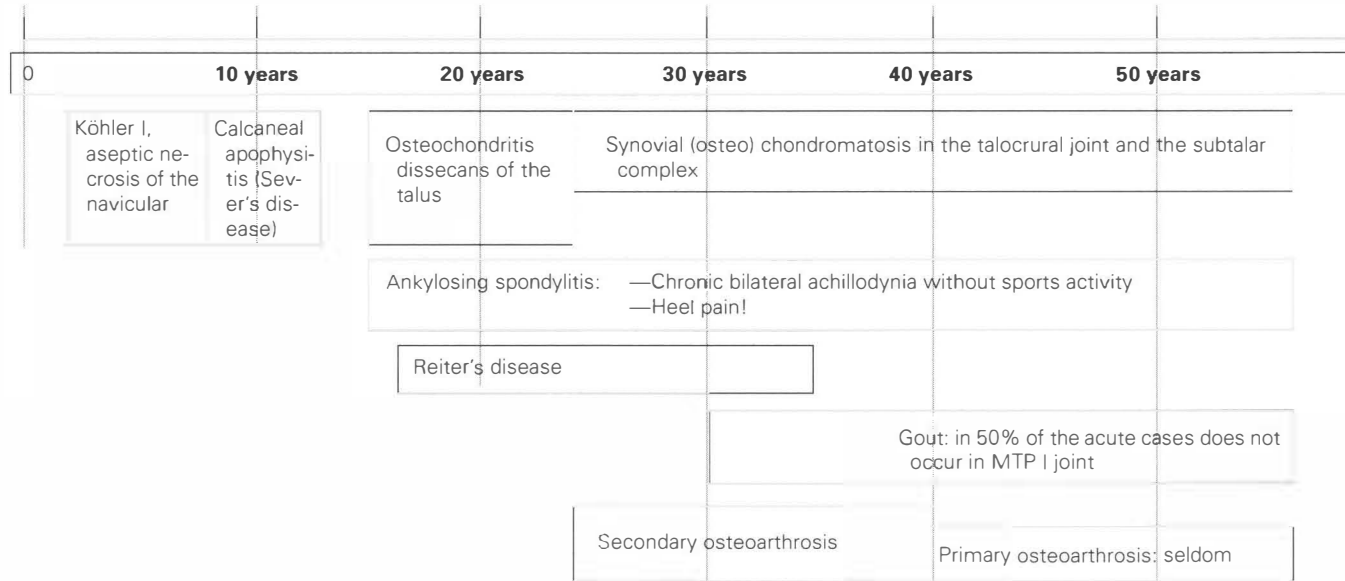 0 10 years 20 years 30 years 40 years 50 years
Köhler I,
aseptic ne-
crosis of the
navicular
Calcaneal
apophysi-
tis (Sev-
er's dis-
ease)
Osteochondritis
dissecans of the
talus
Synovial (osteo) chondromatosis in the talocrural joint and the subtalar
complex
Ankylosing spondylitis: —Chronic bilateral achillodynia without sports activity
—Heel pain!
Reiter's disease
Gout: in 50% of the acute cases does not
occur in MTP I joint
Secondary osteoarthrosis
Primary osteoarthrosis: seldom